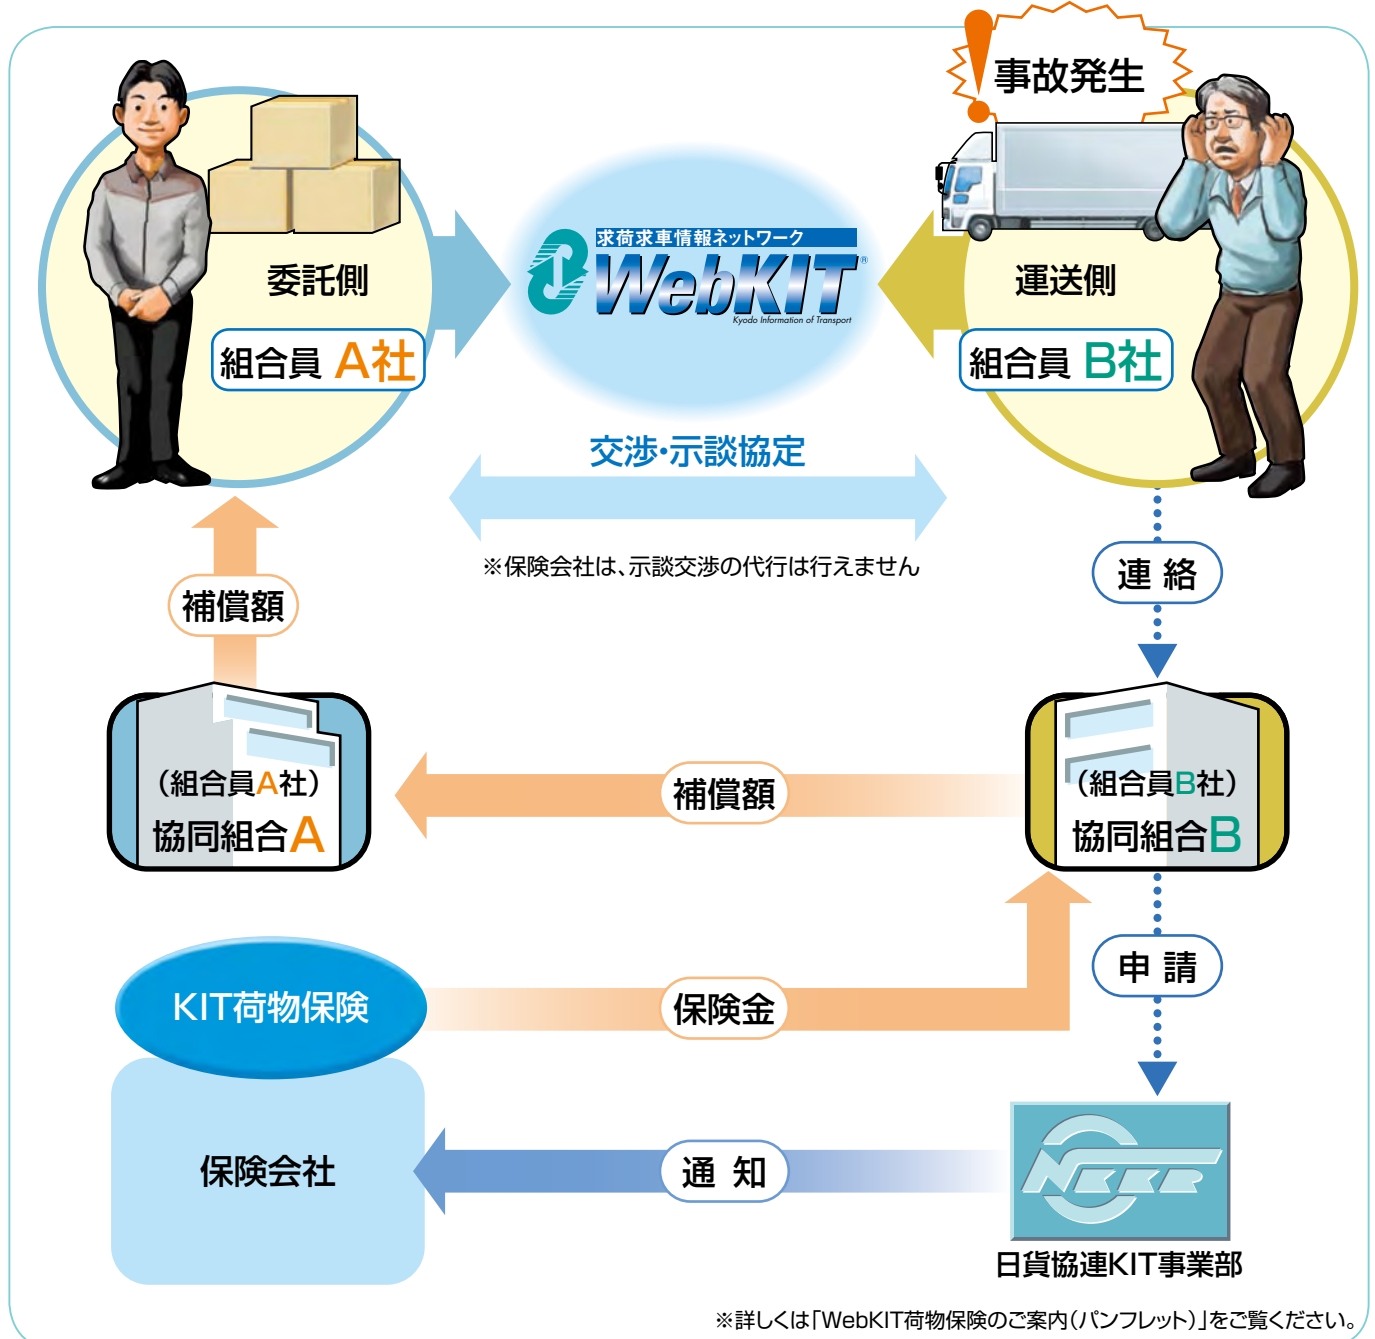 事故発生
委託側
組合員 A社
求荷求車情報ネットワーク
WebKIT®
Kyodo Information of Transport
運送側
組合員 B社
交渉・示談協定
※保険会社は、示談交渉の代行は行えません
連絡
補償額
(組合員A社)
協同組合A
補償額
(組合員B社)
協同組合B
申請
KIT荷物保険
保険金
保険会社
通知
日貨協連KIT事業部
※詳しくは「WebKIT荷物保険のご案内(パンフレット)」をご覧ください。